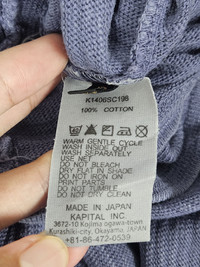 K1406SC198
100% COTTON
WARM GENTLE CYCLE
WASH INSIDE OUT
WASH SEPARATELY
USE NET
DO NOT BLEACH
DRY FLAT IN SHADE
DO NOT IRON ON
PRINT PARTS
DO NOT TUMBLE
DO NOT DRY CLEAN
MADE IN JAPAN
KAPITAL INC.
3672-10 Kojima ogawa-town
Kurashiki-city, Okayama, JAPAN
+81-86-472-6539